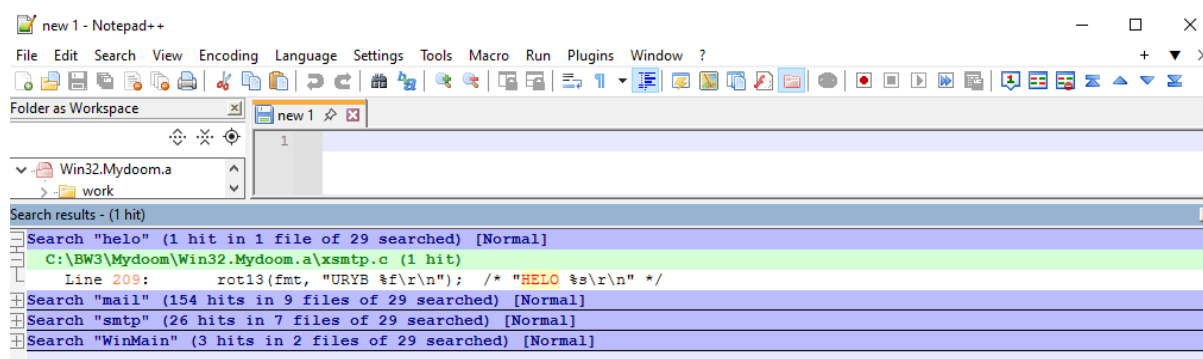 new 1 - Notepad++
File Edit Search View Encoding Language Settings Tools Macro Run Plugins Window ?
Folder as Workspace
new 1
1
Win32.Mydoom.a
work
Search results - (1 hit)
Search "helo" (1 hit in 1 file of 29 searched) [Normal]
C:\BW3\Mydoom\Win32.Mydoom.a\xsmtp.c (1 hit)
Line 209: rot13(fmt, "URYB %f\r\n"); /* "HELO %s\r\n" */
Search "mail" (154 hits in 9 files of 29 searched) [Normal]
Search "smtp" (26 hits in 7 files of 29 searched) [Normal]
Search "WinMain" (3 hits in 2 files of 29 searched) [Normal]